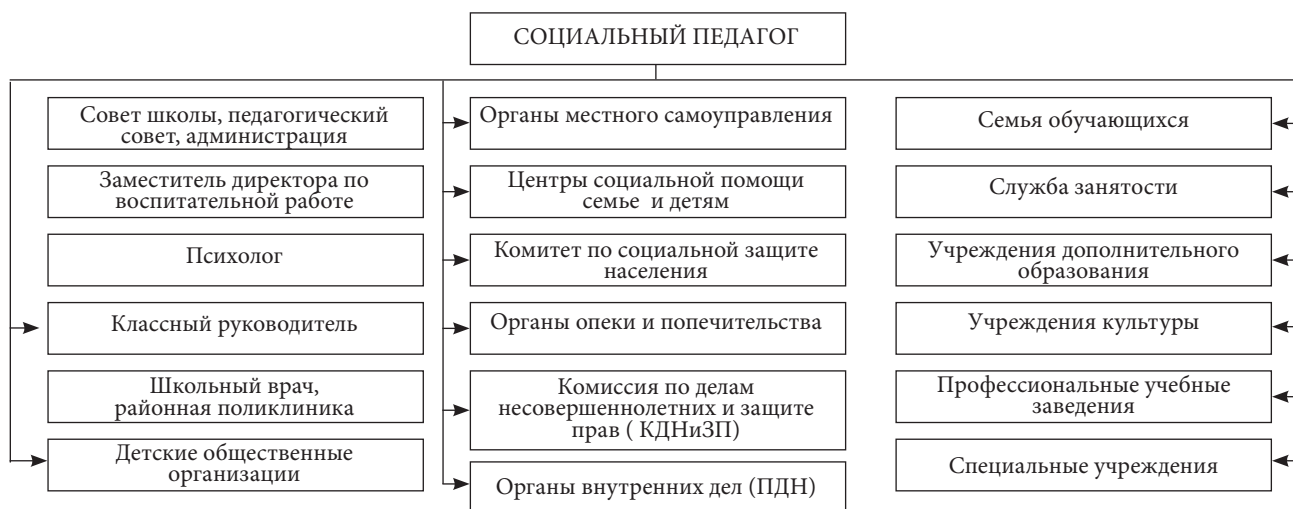 СОЦИАЛЬНЫЙ ПЕДАГОГ
Совет школы, педагогический
совет, администрация
Заместитель директора по
воспитательной работе
Психолог
Классный руководитель
Школьный врач,
районная поликлиника
Детские общественные
организации
Органы местного самоуправления
Центры социальной помощи
семье и детям
Комитет по социальной защите
населения
Органы опеки и попечительства
Комиссия по делам
несовершеннолетних и защите
прав ( КДНиЗП)
Органы внутренних дел (ПДН)
Семья обучающихся
Служба занятости
Учреждения дополнительного
образования
Учреждения культуры
Профессиональные учебные
заведения
Специальные учреждения